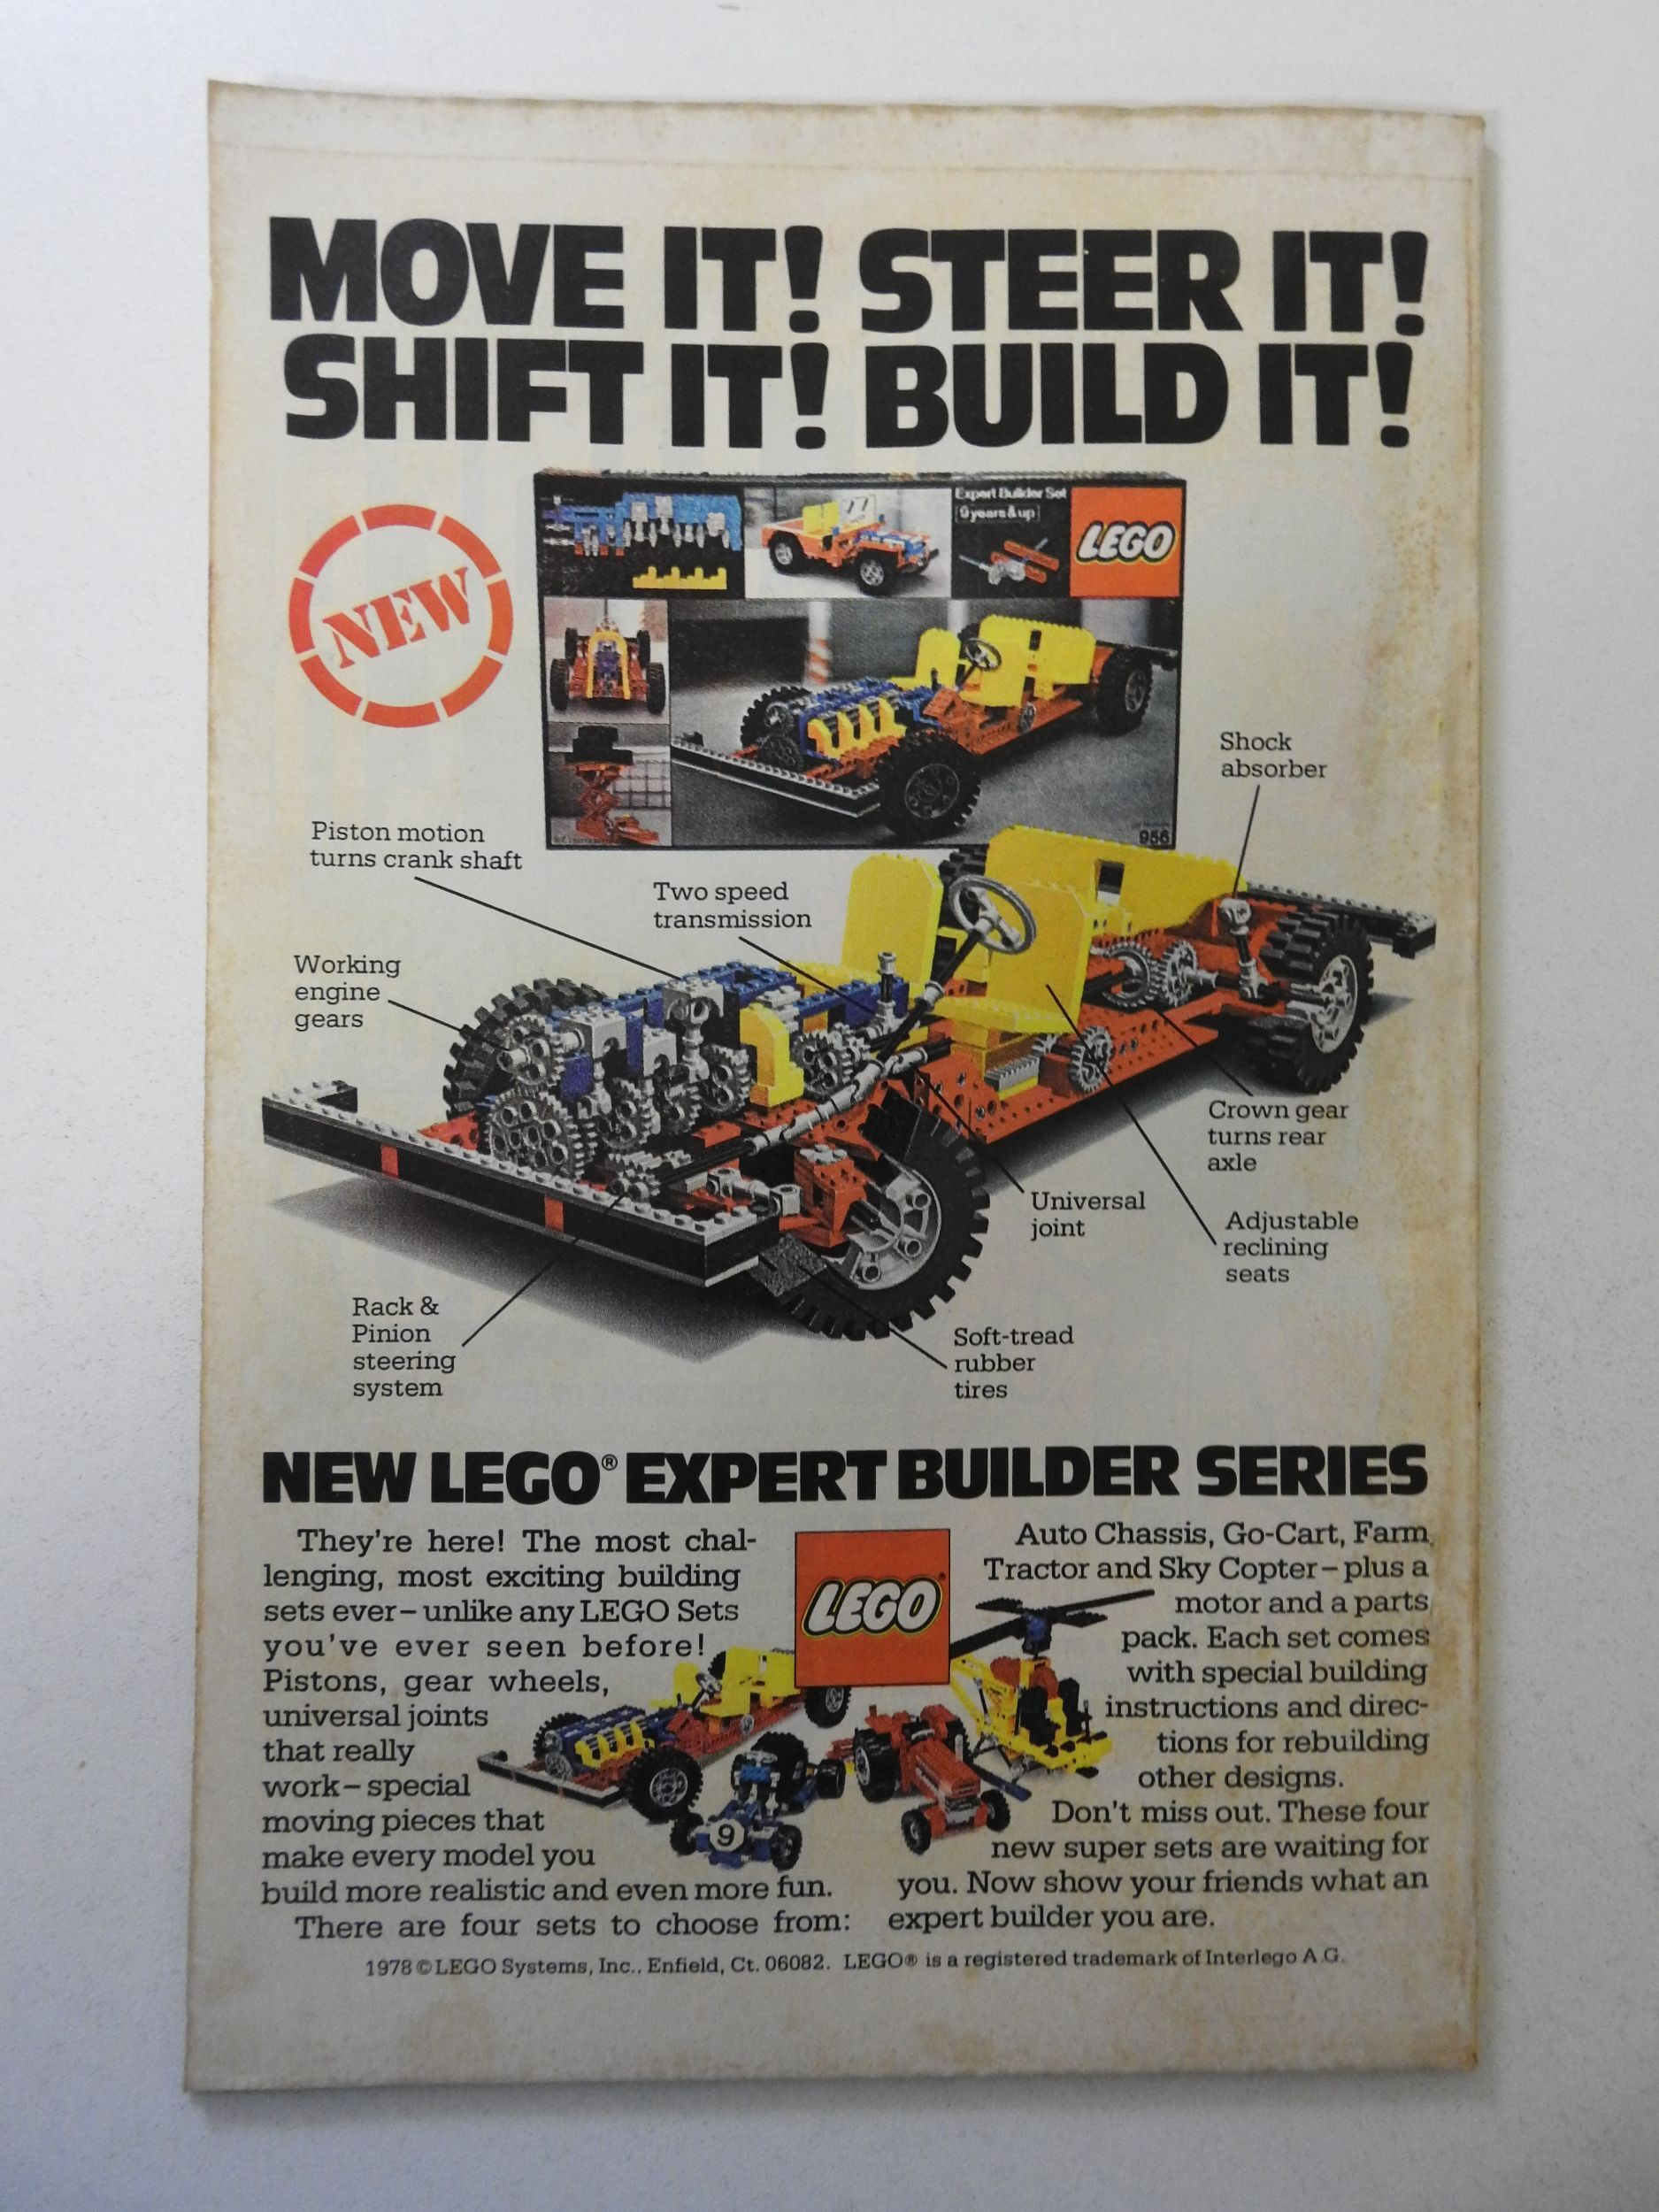 MOVE IT! STEER IT!
SHIFT IT! BUILD IT!
NEW
Expert Builder Set
9 years & up
LEGO
956
Shock
absorber
Piston motion
turns crank shaft
Two speed
transmission
Working
engine
gears
Crown gear
turns rear
axle
Universal
joint
Adjustable
reclining
seats
Rack &
Pinion
steering
system
Soft-tread
rubber
tires
NEW LEGO® EXPERT BUILDER SERIES
They're here! The most chal-
lenging, most exciting building
sets ever–unlike any LEGO Sets
you've ever seen before!
Pistons, gear wheels,
universal joints
that really
work–special
moving pieces that
make every model you
build more realistic and even more fun.
There are four sets to choose from:
LEGO®
9
Auto Chassis, Go-Cart, Farm
Tractor and Sky Copter–plus a
motor and a parts
pack. Each set comes
with special building
instructions and direc-
tions for rebuilding
other designs.
Don't miss out. These four
new super sets are waiting for
you. Now show your friends what an
expert builder you are.
1978 © LEGO Systems, Inc., Enfield, Ct. 06082. LEGO® is a registered trademark of Interlego A.G.